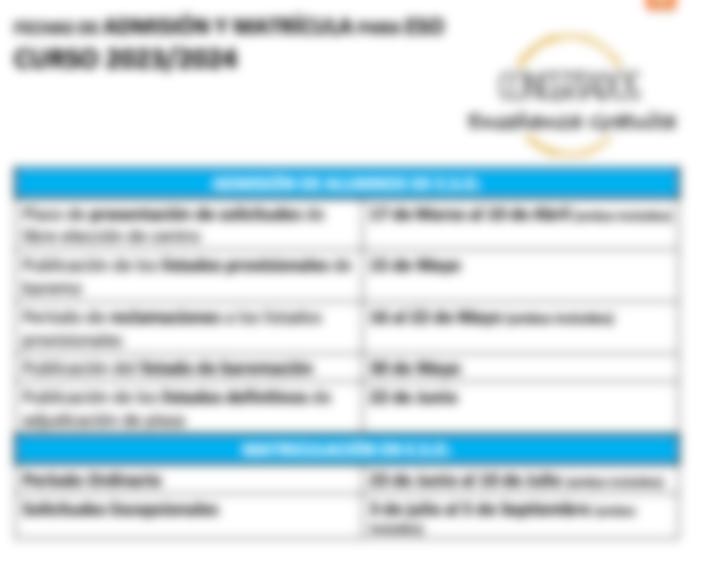 FECHAS DE ADMISIÓN Y MATRÍCULA PARA ESO
CURSO 2023/2024
Enseñanza Gratuita
ADMISIÓN DE ALUMNOS DE E.S.O.
Plazo de presentación de solicitudes de
libre elección de centro
17 de Marzo al 10 de Abril (ambos incluidos)
Publicación de los listados provisionales de
baremo
15 de Mayo
Periodo de reclamaciones a los listados
provisionales
16 al 22 de Mayo (ambos incluidos)
Publicación del listado de baremación
30 de Mayo
Publicación de los listados definitivos de
adjudicación de plaza
22 de Junio
MATRICULACIÓN EN E.S.O.
Periodo Ordinario
23 de Junio al 10 de Julio (ambos incluidos)
Solicitudes Excepcionales
3 de julio al 5 de Septiembre (ambos
incluidos)